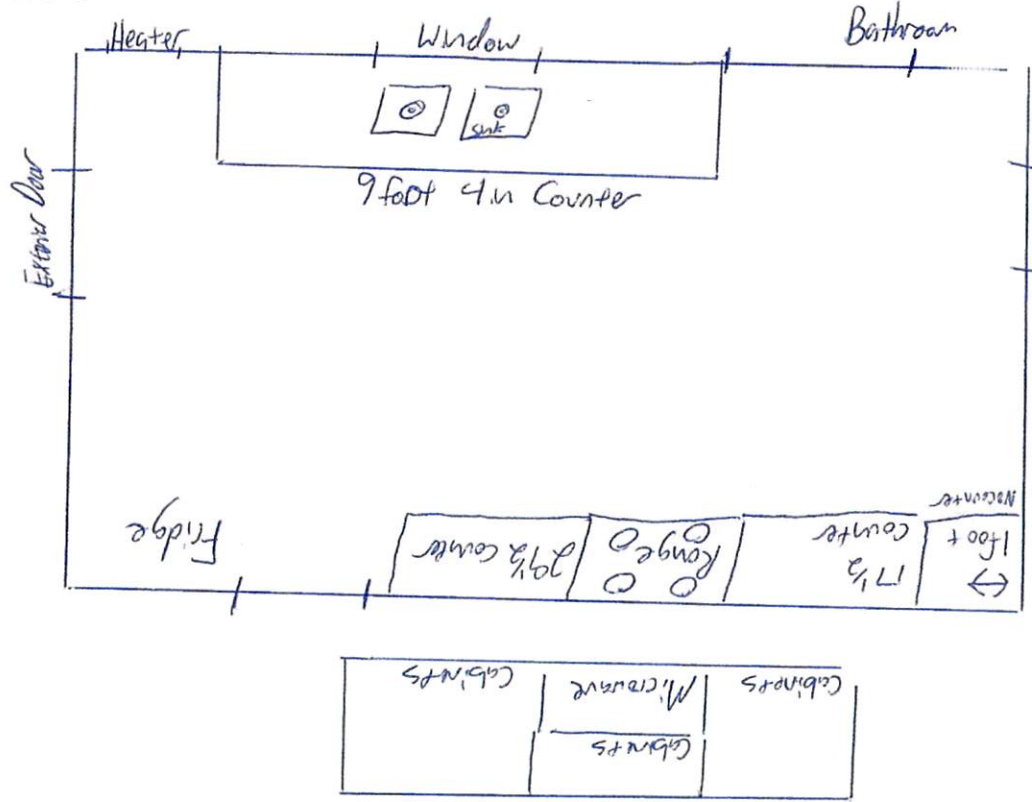 Heater
Window
Bathroom
Sink
9 foot 4 in Counter
Exterior Door
No counter
Fridge
29½ counter
Range
17½
Counter
1 foot
↔
Cabinets
Microwave
Cabinets
Cabinets